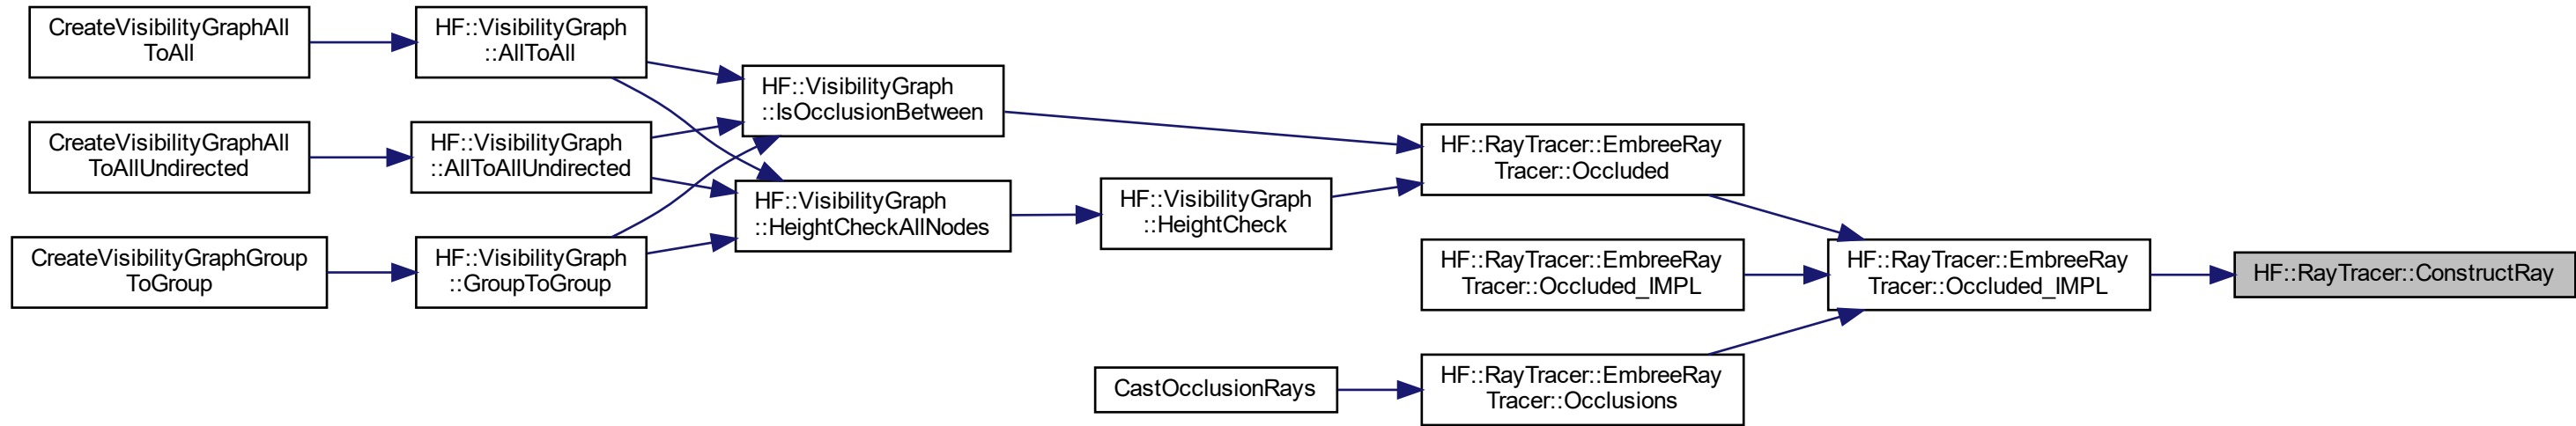 CreateVisibilityGraphAll
ToAll
HF::VisibilityGraph
::AllToAll
HF::VisibilityGraph
::IsOcclusionBetween
CreateVisibilityGraphAll
ToAllUndirected
HF::VisibilityGraph
::AllToAllUndirected
HF::VisibilityGraph
::HeightCheckAllNodes
CreateVisibilityGraphGroup
ToGroup
HF::VisibilityGraph
::GroupToGroup
HF::VisibilityGraph
::HeightCheck
HF::RayTracer::EmbreeRay
Tracer::Occluded
HF::RayTracer::EmbreeRay
Tracer::Occluded_IMPL
HF::RayTracer::EmbreeRay
Tracer::Occluded_IMPL
HF::RayTracer::ConstructRay
CastOcclusionRays
HF::RayTracer::EmbreeRay
Tracer::Occlusions